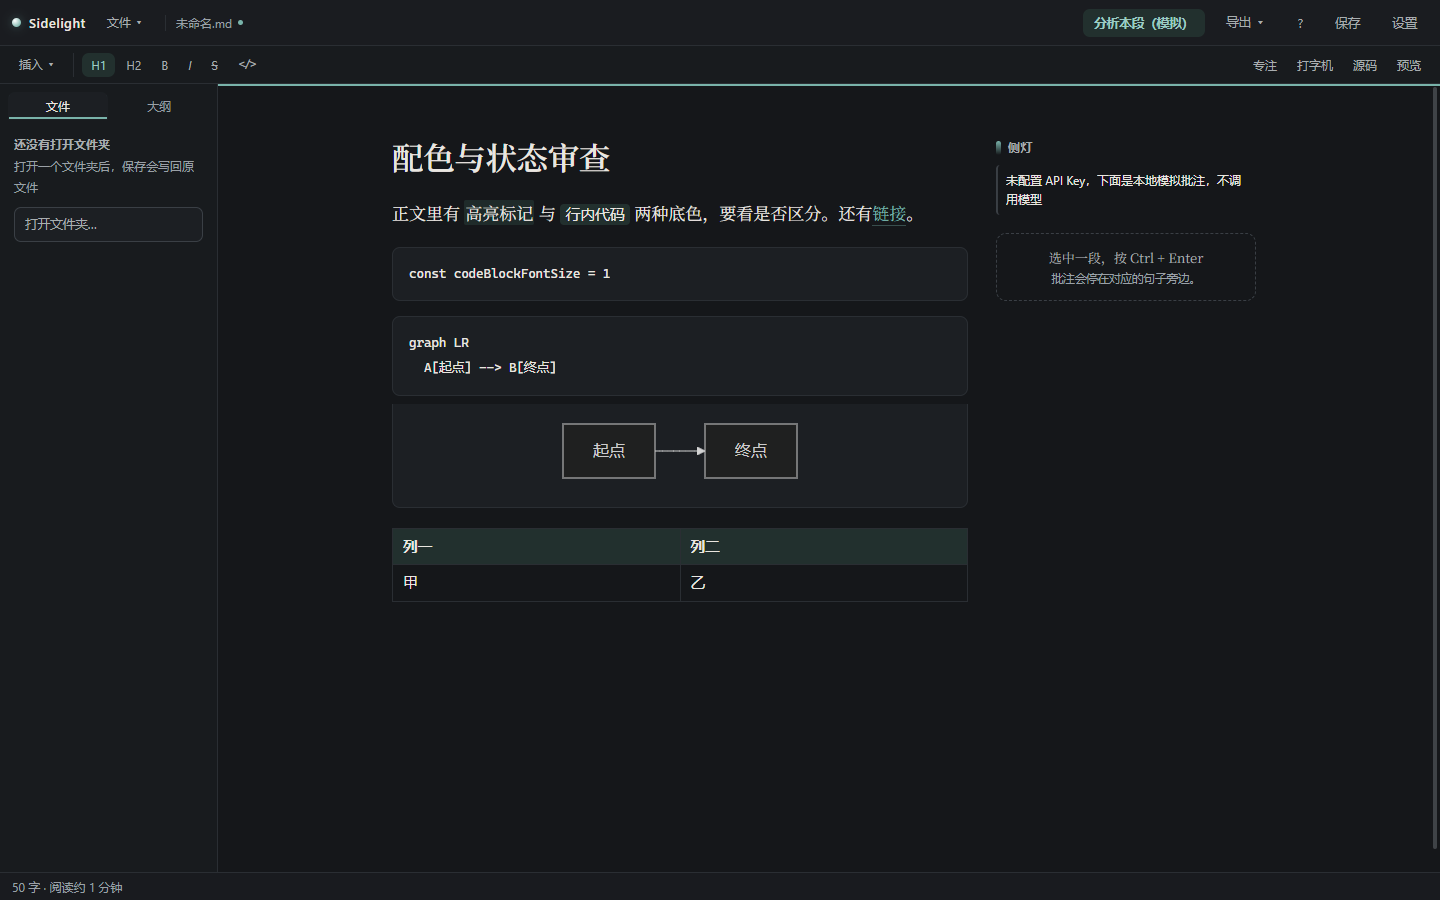 Sidelight 文件 未命名.md 分析本段（模拟） 导出 ? 保存 设置
插入 H1 H2 B I S </> 专注 打字机 源码 预览
文件 大纲
还没有打开文件夹
打开一个文件夹后，保存会写回原
文件
打开文件夹...
配色与状态审查
正文里有 高亮标记 与 行内代码 两种底色，要看是否区分。还有链接。
const codeBlockFontSize = 1
graph LR
A[起点] --> B[终点]
起点 终点
列一 列二
甲 乙
侧灯
未配置 API Key，下面是本地模拟批注，不调
用模型
选中一段，按 Ctrl + Enter
批注会停在对应的句子旁边。
50 字 · 阅读约 1 分钟